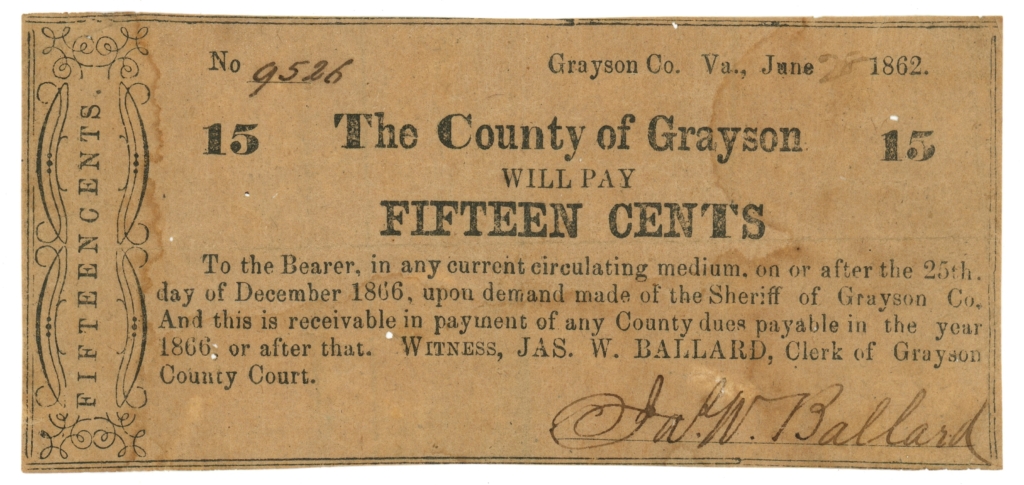 FIFTEEN CENTS.
No 9526 Grayson Co. Va., June 28 1862.
15 The County of Grayson 15
WILL PAY
FIFTEEN CENTS
To the Bearer, in any current circulating medium, on or after the 25th.
day of December 1866, upon demand made of the Sheriff of Grayson Co.
And this is receivable in payment of any County dues payable in the year
1866, or after that. WITNESS, JAS. W. BALLARD, Clerk of Grayson
County Court.
Jas. W. Ballard